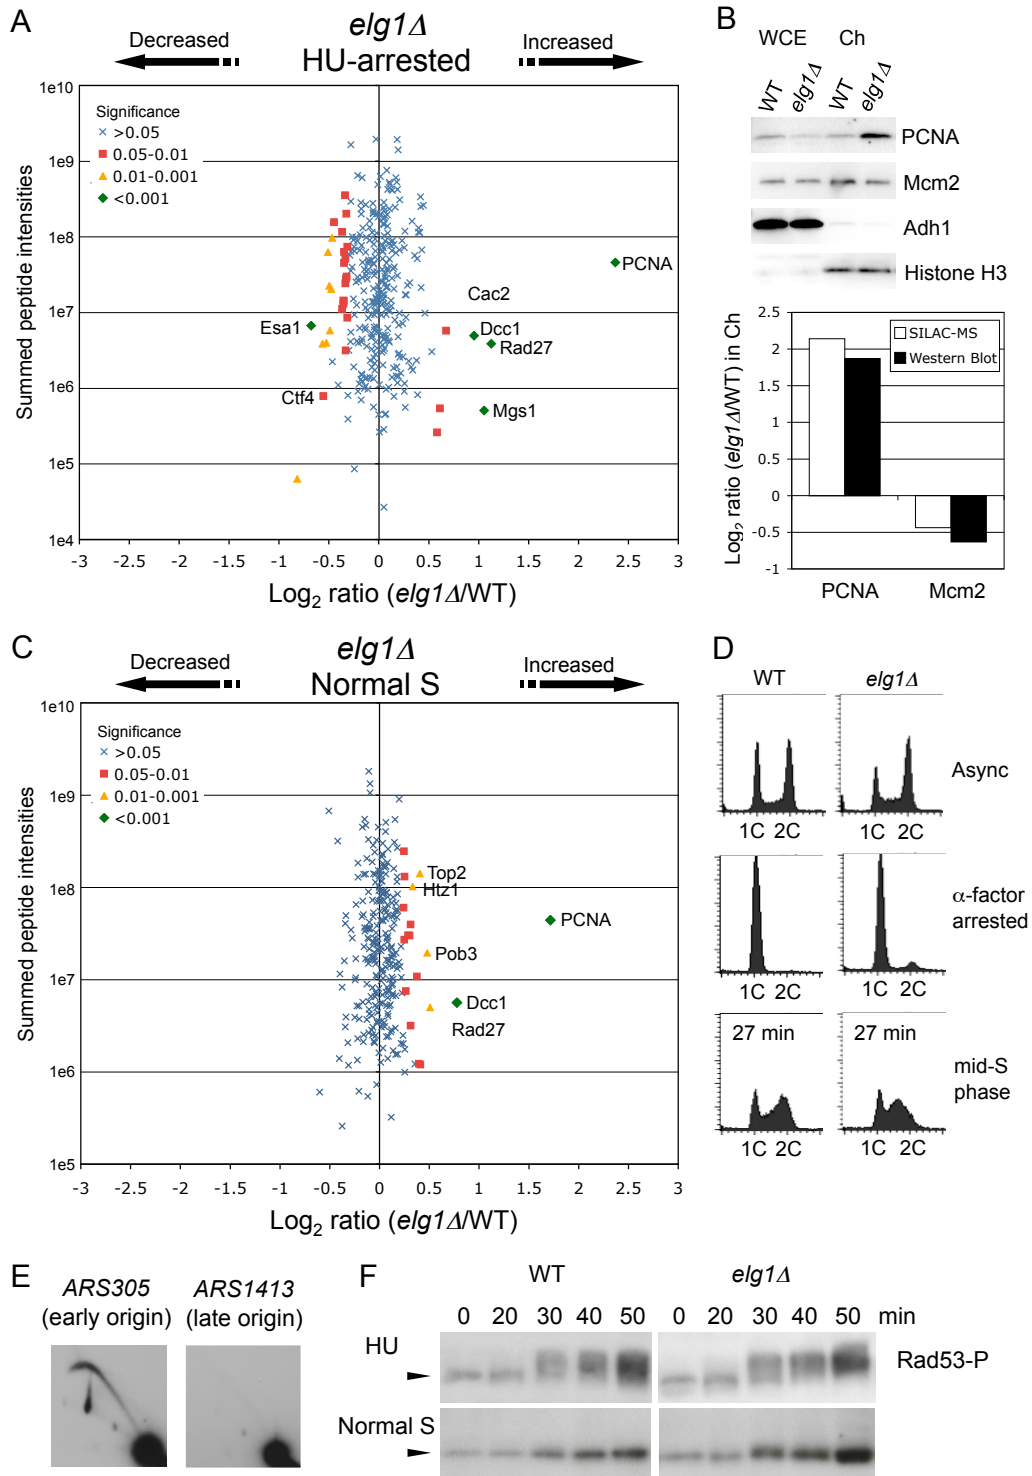 A
elg1Δ
HU-arrested
Decreased
Increased
Significance
>0.05
0.05-0.01
0.01-0.001
<0.001
Summed peptide intensities
1e10
1e9
1e8
1e7
1e6
1e5
1e4
PCNA
Cac2
Dcc1
Rad27
Esa1
Ctf4
Mgs1
-3 -2.5 -2 -1.5 -1 -0.5 0 0.5 1 1.5 2 2.5 3
Log2 ratio (elg1Δ/WT)
B
WCE Ch
WT elg1Δ WT elg1Δ
PCNA
Mcm2
Adh1
Histone H3
Log2 ratio (elg1Δ/WT) in Ch
2.5
2
1.5
1
0.5
0
-0.5
-1
SILAC-MS
Western Blot
PCNA Mcm2
C
elg1Δ
Normal S
Decreased
Increased
Significance
>0.05
0.05-0.01
0.01-0.001
<0.001
Summed peptide intensities
1e10
1e9
1e8
1e7
1e6
1e5
Top2
Htz1
PCNA
Pob3
Dcc1
Rad27
-3 -2.5 -2 -1.5 -1 -0.5 0 0.5 1 1.5 2 2.5 3
Log2 ratio (elg1Δ/WT)
D
WT elg1Δ
Async
1C 2C 1C 2C
α-factor
arrested
1C 2C 1C 2C
27 min 27 min
mid-S
phase
1C 2C 1C 2C
E
ARS305
(early origin)
ARS1413
(late origin)
F
WT elg1Δ
0 20 30 40 50 0 20 30 40 50 min
HU
Rad53-P
Normal S